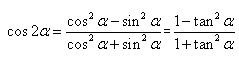 cos 2α = (cos² α − sin² α) / (cos² α + sin² α) = (1 − tan² α) / (1 + tan² α)